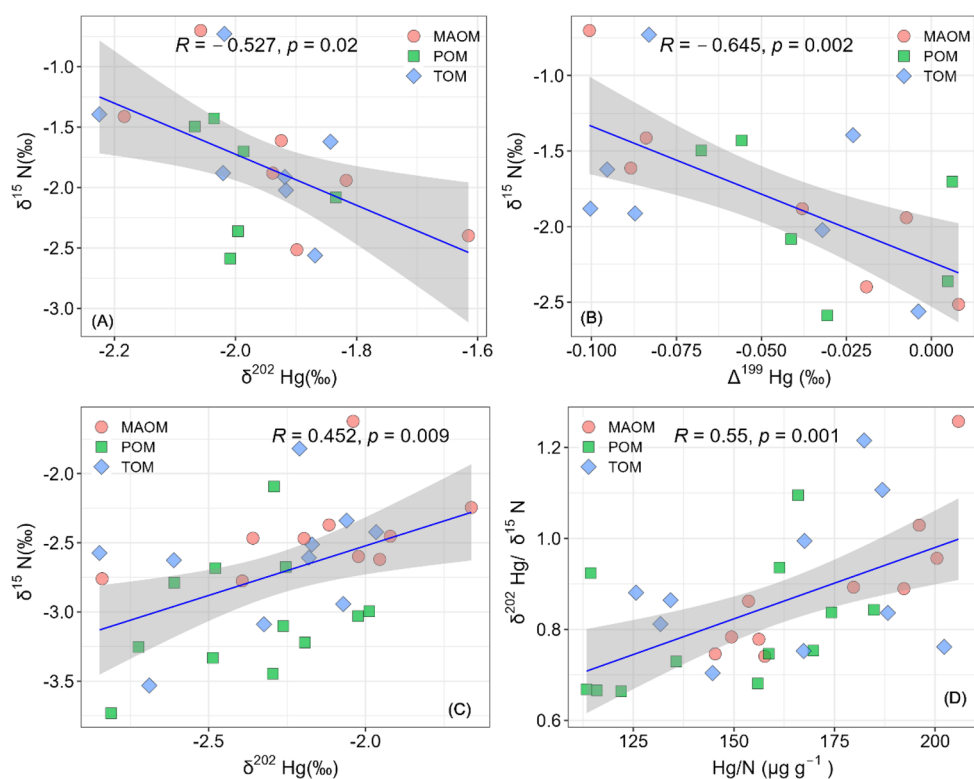 R = − 0.527, p = 0.02
MAOM
POM
TOM
-1.0
-1.5
-2.0
-2.5
-3.0
δ¹⁵ N(‰)
(A)
-2.2 -2.0 -1.8 -1.6
δ²⁰² Hg(‰)
R = − 0.645, p = 0.002
MAOM
POM
TOM
-1.0
-1.5
-2.0
-2.5
δ¹⁵ N(‰)
(B)
-0.100 -0.075 -0.050 -0.025 0.000
Δ¹⁹⁹ Hg (‰)
MAOM
POM
TOM
R = 0.452, p = 0.009
-2.0
-2.5
-3.0
-3.5
δ¹⁵ N(‰)
(C)
-2.5 -2.0
δ²⁰² Hg(‰)
MAOM
POM
TOM
R = 0.55, p = 0.001
1.2
1.0
0.8
0.6
δ²⁰² Hg/ δ¹⁵ N
(D)
125 150 175 200
Hg/N (μg g⁻¹)